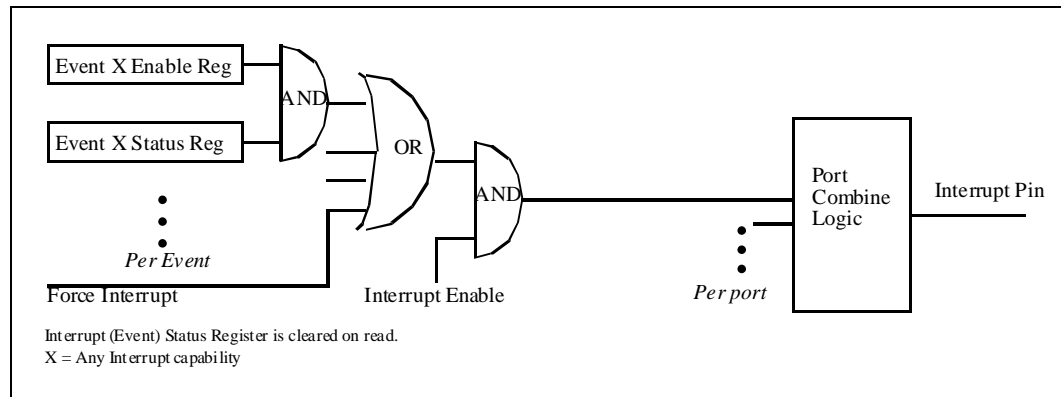 Event X Enable Reg
AND
Event X Status Reg
OR
AND
Port
Combine
Logic
Interrupt Pin
Per Event
Force Interrupt
Interrupt Enable
Per port
Interrupt (Event) Status Register is cleared on read.
X = Any Interrupt capability